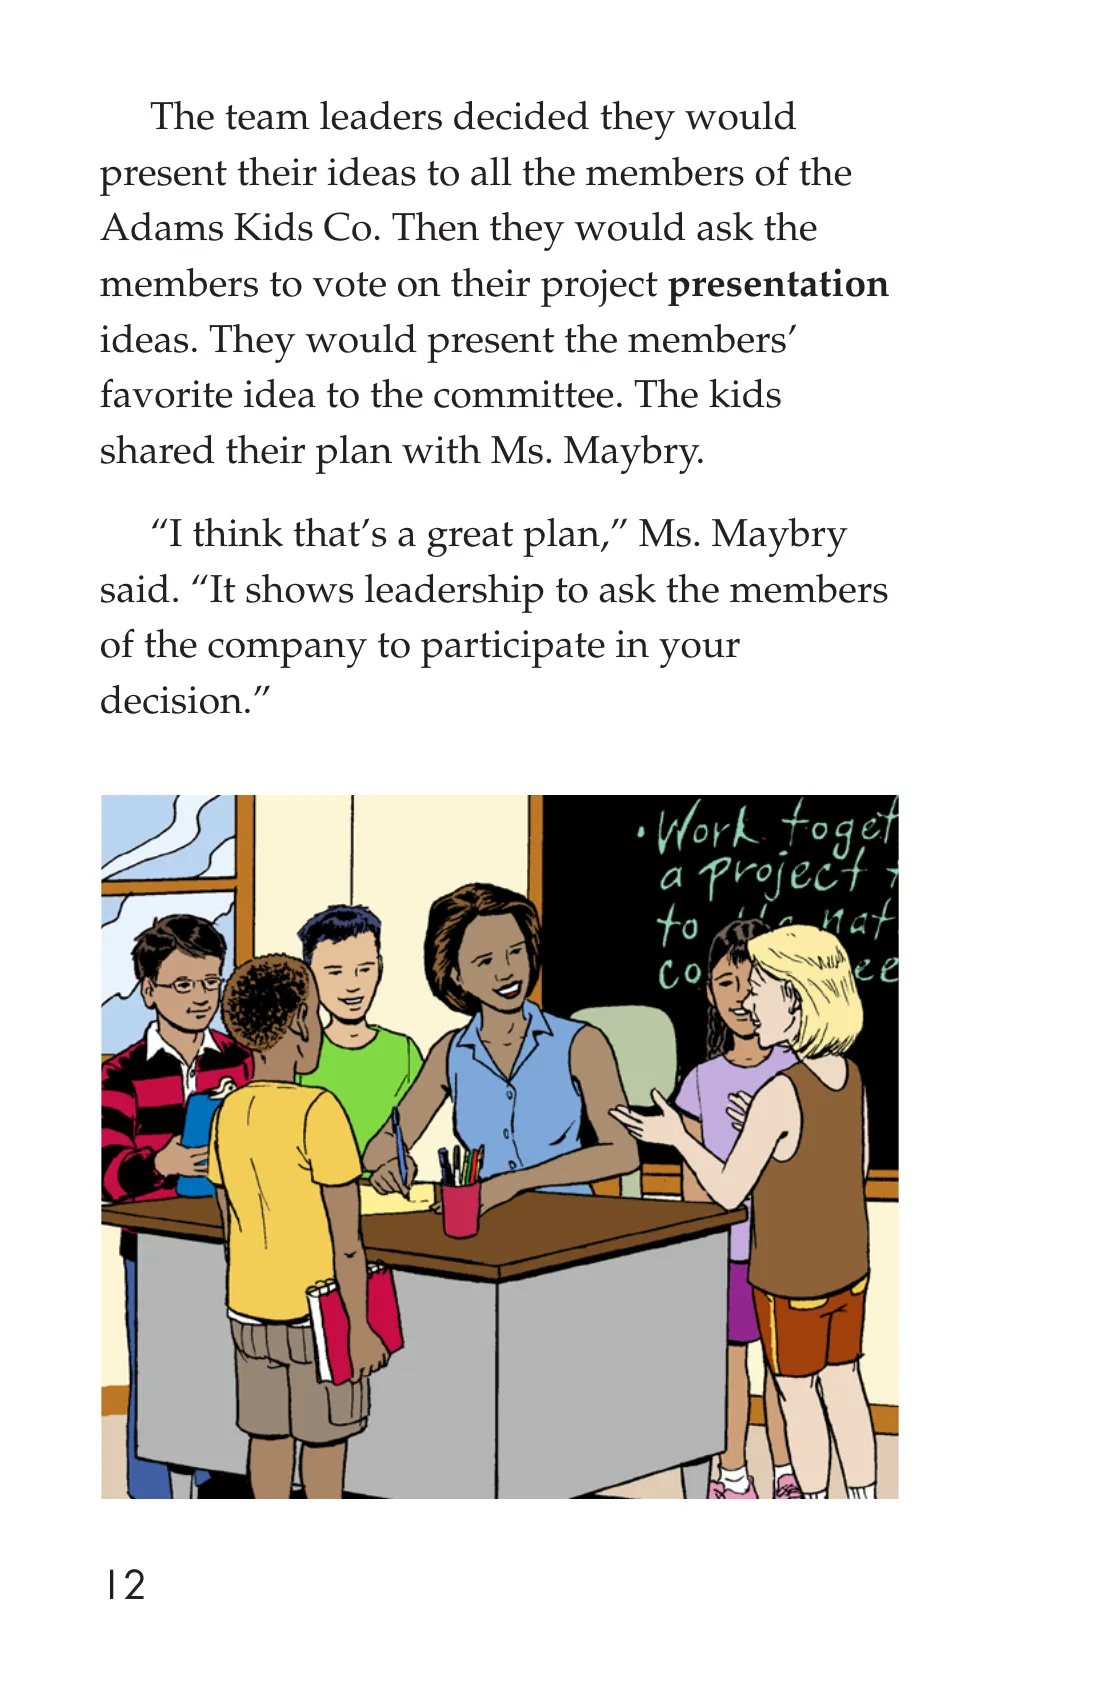 The team leaders decided they would
present their ideas to all the members of the
Adams Kids Co. Then they would ask the
members to vote on their project presentation
ideas. They would present the members’
favorite idea to the committee. The kids
shared their plan with Ms. Maybry.
“I think that’s a great plan,” Ms. Maybry
said. “It shows leadership to ask the members
of the company to participate in your
decision.”
• Work toget
a project
to the nat
12